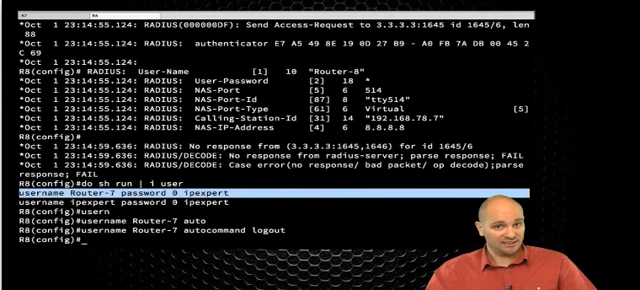 R7
R8
*Oct  1 23:14:55.124: RADIUS(000000DF): Send Access-Request to 3.3.3.3:1645 id 1645/6, len
 88
*Oct  1 23:14:55.124: RADIUS:  authenticator E7 A5 49 8E 19 0D 27 B9 - A0 FB 7A DB 00 45 2
C 69
*Oct  1 23:14:55.124:
R8(config)# RADIUS:  User-Name           [1]   10  "Router-8"
*Oct  1 23:14:55.124: RADIUS:  User-Password       [2]   18  *
*Oct  1 23:14:55.124: RADIUS:  NAS-Port            [5]   6   514
*Oct  1 23:14:55.124: RADIUS:  NAS-Port-Id         [87]  8   "tty514"
*Oct  1 23:14:55.124: RADIUS:  NAS-Port-Type       [61]  6   Virtual                   [5]
*Oct  1 23:14:55.124: RADIUS:  Calling-Station-Id  [31]  14  "192.168.78.7"
*Oct  1 23:14:55.124: RADIUS:  NAS-IP-Address      [4]   6   8.8.8.8
R8(config)#
*Oct  1 23:14:59.636: RADIUS: No response from (3.3.3.3:1645,1646) for id 1645/6
*Oct  1 23:14:59.636: RADIUS/DECODE: No response from radius-server; parse response; FAIL
*Oct  1 23:14:59.636: RADIUS/DECODE: Case error(no response/ bad packet/ op decode);parse
response; FAIL
R8(config)#do sh run | i user
username Router-7 password 0 ipexpert
username ipexpert password 0 ipexpert
R8(config)#usern
R8(config)#username Router-7 auto
R8(config)#username Router-7 autocommand logout
R8(config)#_